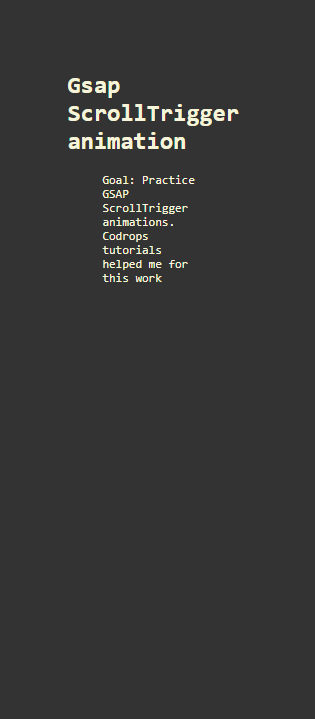 Gsap
ScrollTrigger
animation
Goal: Practice
GSAP
ScrollTrigger
animations.
Codrops
tutorials
helped me for
this work